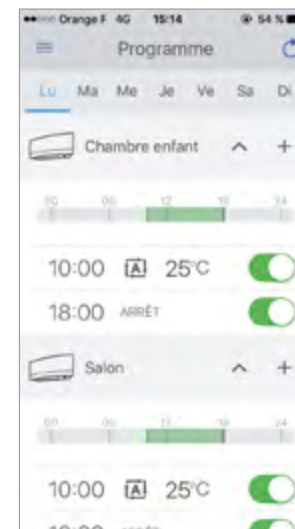 Orange F 4G 15:14 54 %
Programme
Lu Ma Me Je Ve Sa Di
Chambre enfant +
00 06 12 18 24
10:00 A 25°C
18:00 ARRÊT
Salon +
00 06 12 18 24
10:00 A 25°C